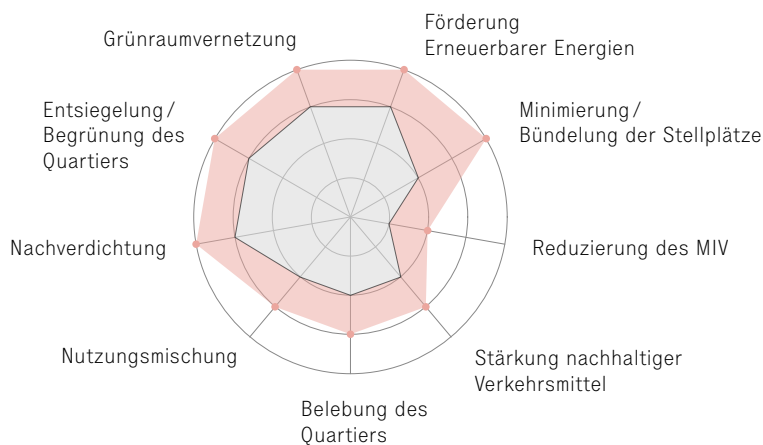 Grünraumvernetzung
Förderung
Erneuerbarer Energien
Entsiegelung /
Begrünung des
Quartiers
Minimierung /
Bündelung der Stellplätze
Nachverdichtung
Reduzierung des MIV
Nutzungsmischung
Stärkung nachhaltiger
Verkehrsmittel
Belebung des
Quartiers